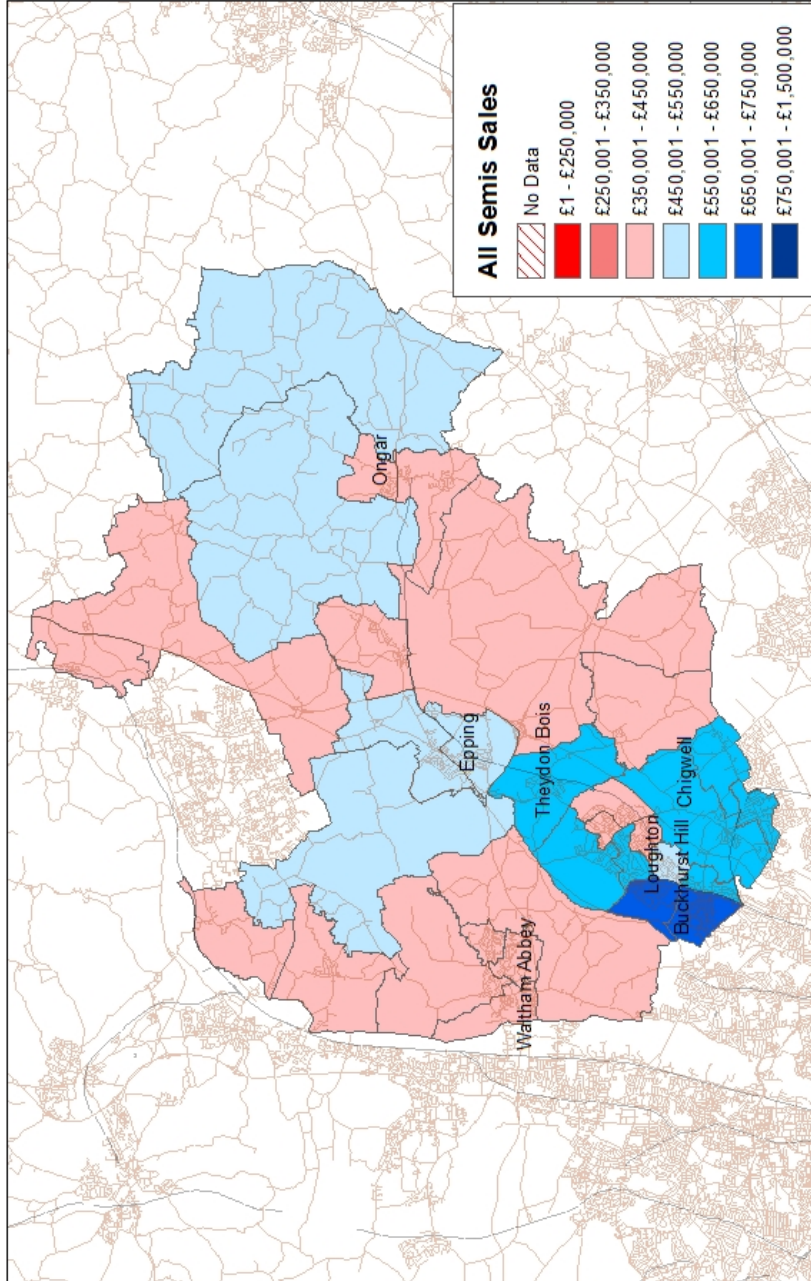 All Semis Sales
No Data
£1 - £250,000
£250,001 - £350,000
£350,001 - £450,000
£450,001 - £550,000
£550,001 - £650,000
£650,001 - £750,000
£750,001 - £1,500,000
Ongar
Epping
Waltham Abbey
Theydon Bois
Loughton
Buckhurst Hill
Chigwell